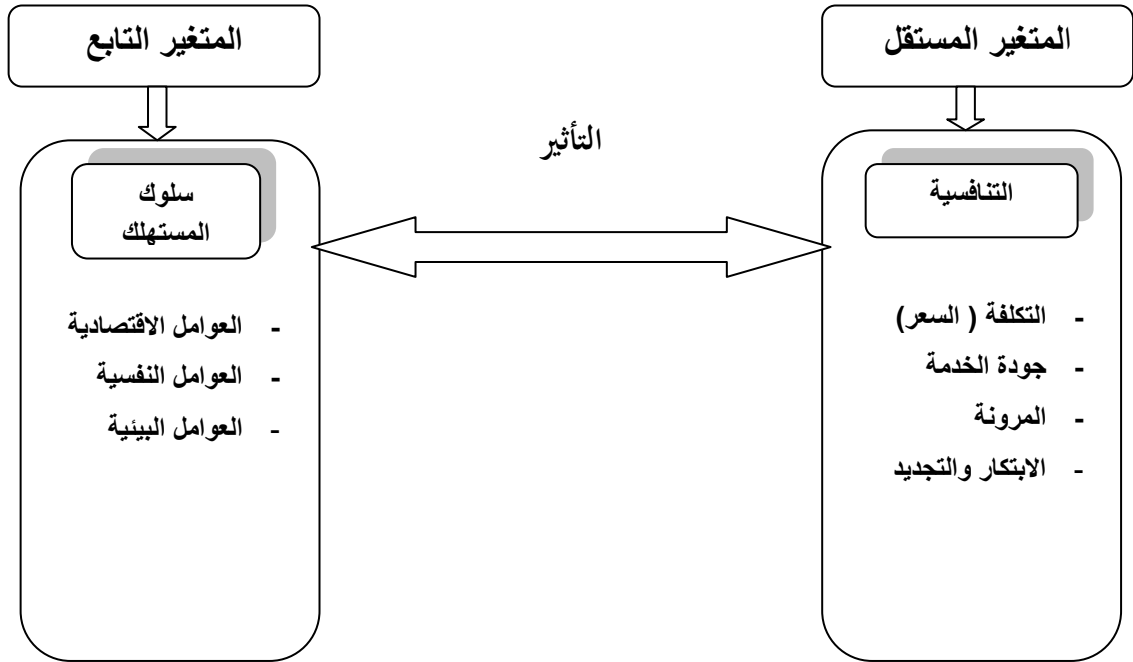 المتغير المستقل
المتغير التابع
التأثير
التنافسية
- التكلفة ( السعر)
- جودة الخدمة
- المرونة
- الابتكار والتجديد
سلوك
المستهلك
- العوامل الاقتصادية
- العوامل النفسية
- العوامل البيئية